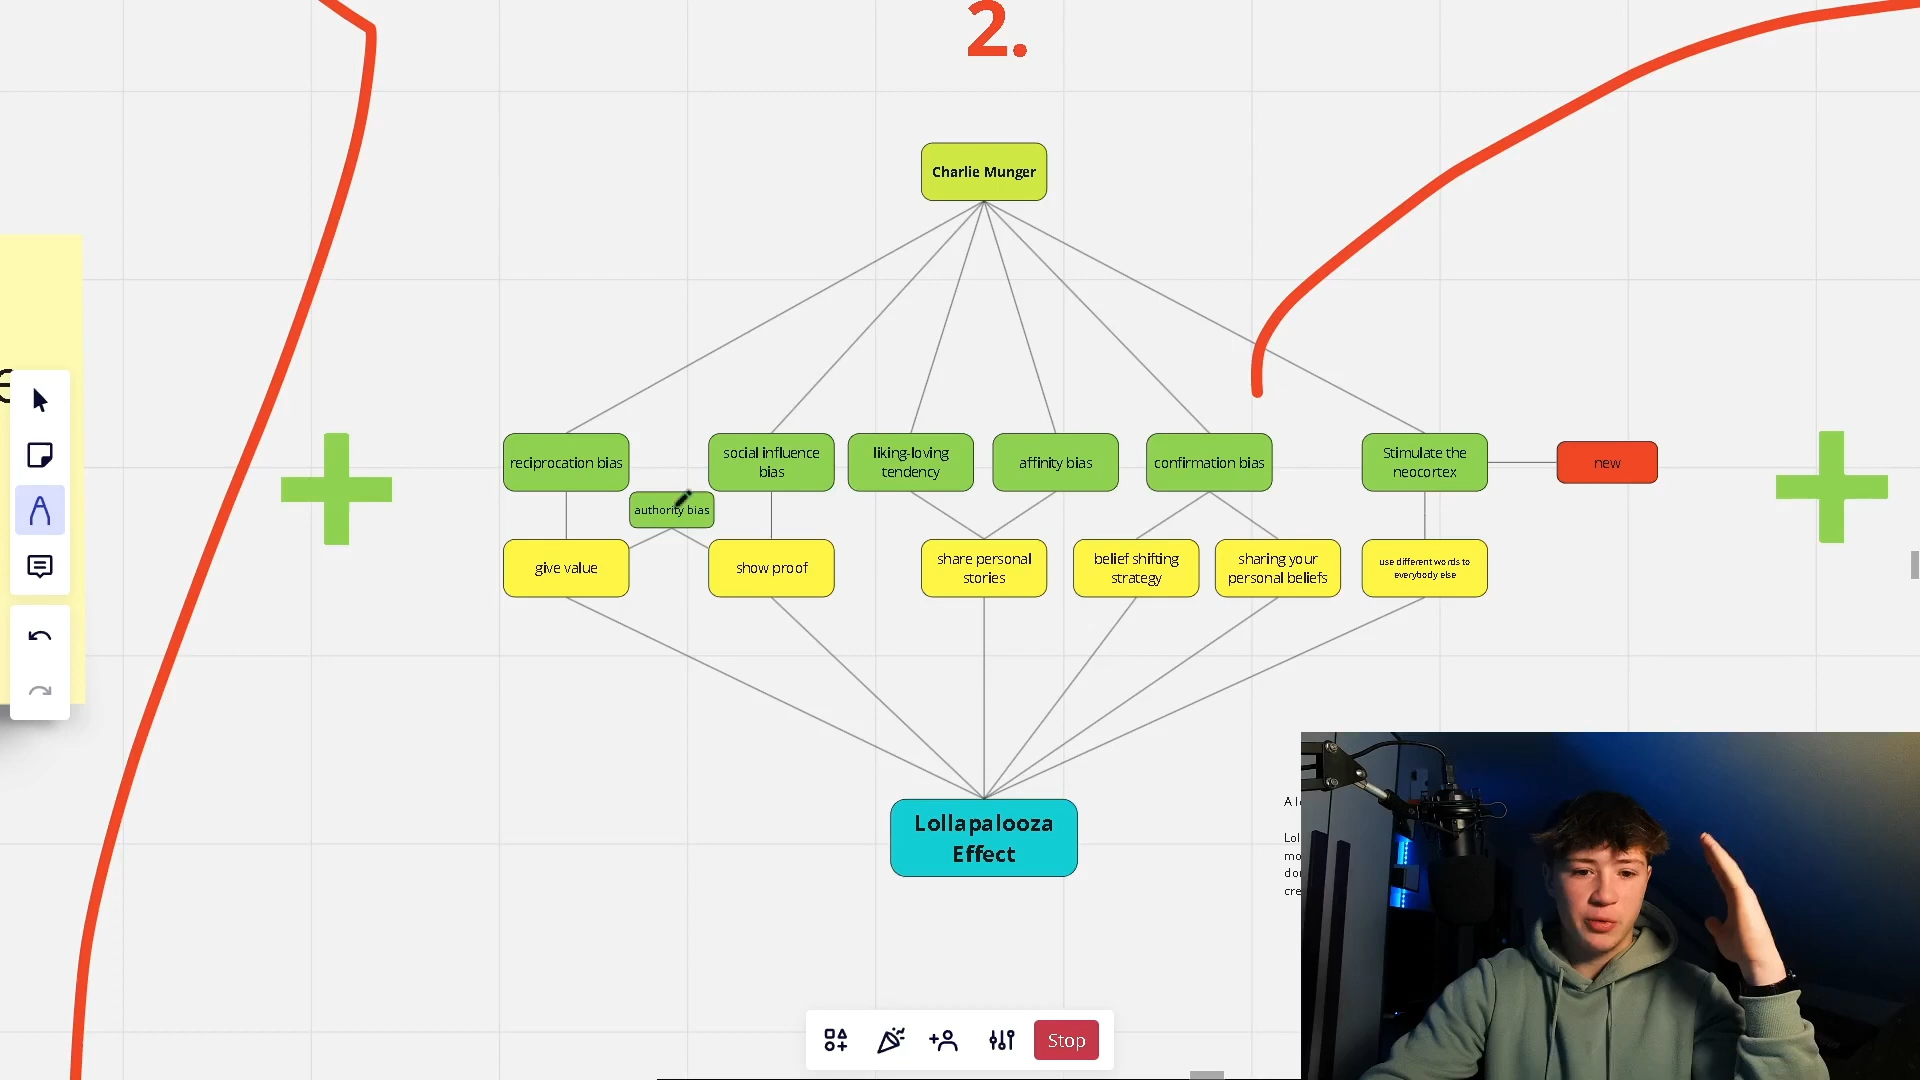 2.
Charlie Munger
reciprocation bias
social influence
bias
liking-loving
tendency
affinity bias
confirmation bias
Stimulate the
neocortex
new
authority bias
give value
show proof
share personal
stories
belief shifting
strategy
sharing your
personal beliefs
use different words to
everybody else
Lollapalooza
Effect
Stop